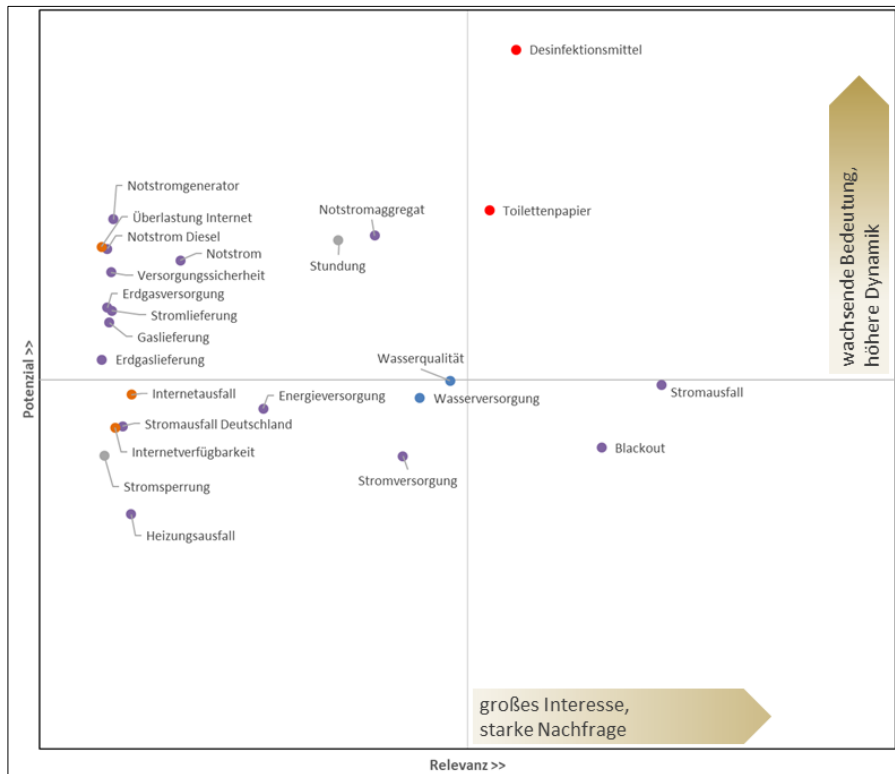 Desinfektionsmittel
wachsende Bedeutung,
höhere Dynamik
Notstromgenerator
Überlastung Internet
Notstromaggregat
Toilettenpapier
Notstrom Diesel
Notstrom
Stundung
Versorgungssicherheit
Erdgasversorgung
Stromlieferung
Gaslieferung
Erdgaslieferung
Wasserqualität
Potenzial >>
Internetausfall
Energieversorgung
Wasserversorgung
Stromausfall
Stromausfall Deutschland
Internetverfügbarkeit
Blackout
Stromsperrung
Stromversorgung
Heizungsausfall
großes Interesse,
starke Nachfrage
Relevanz >>